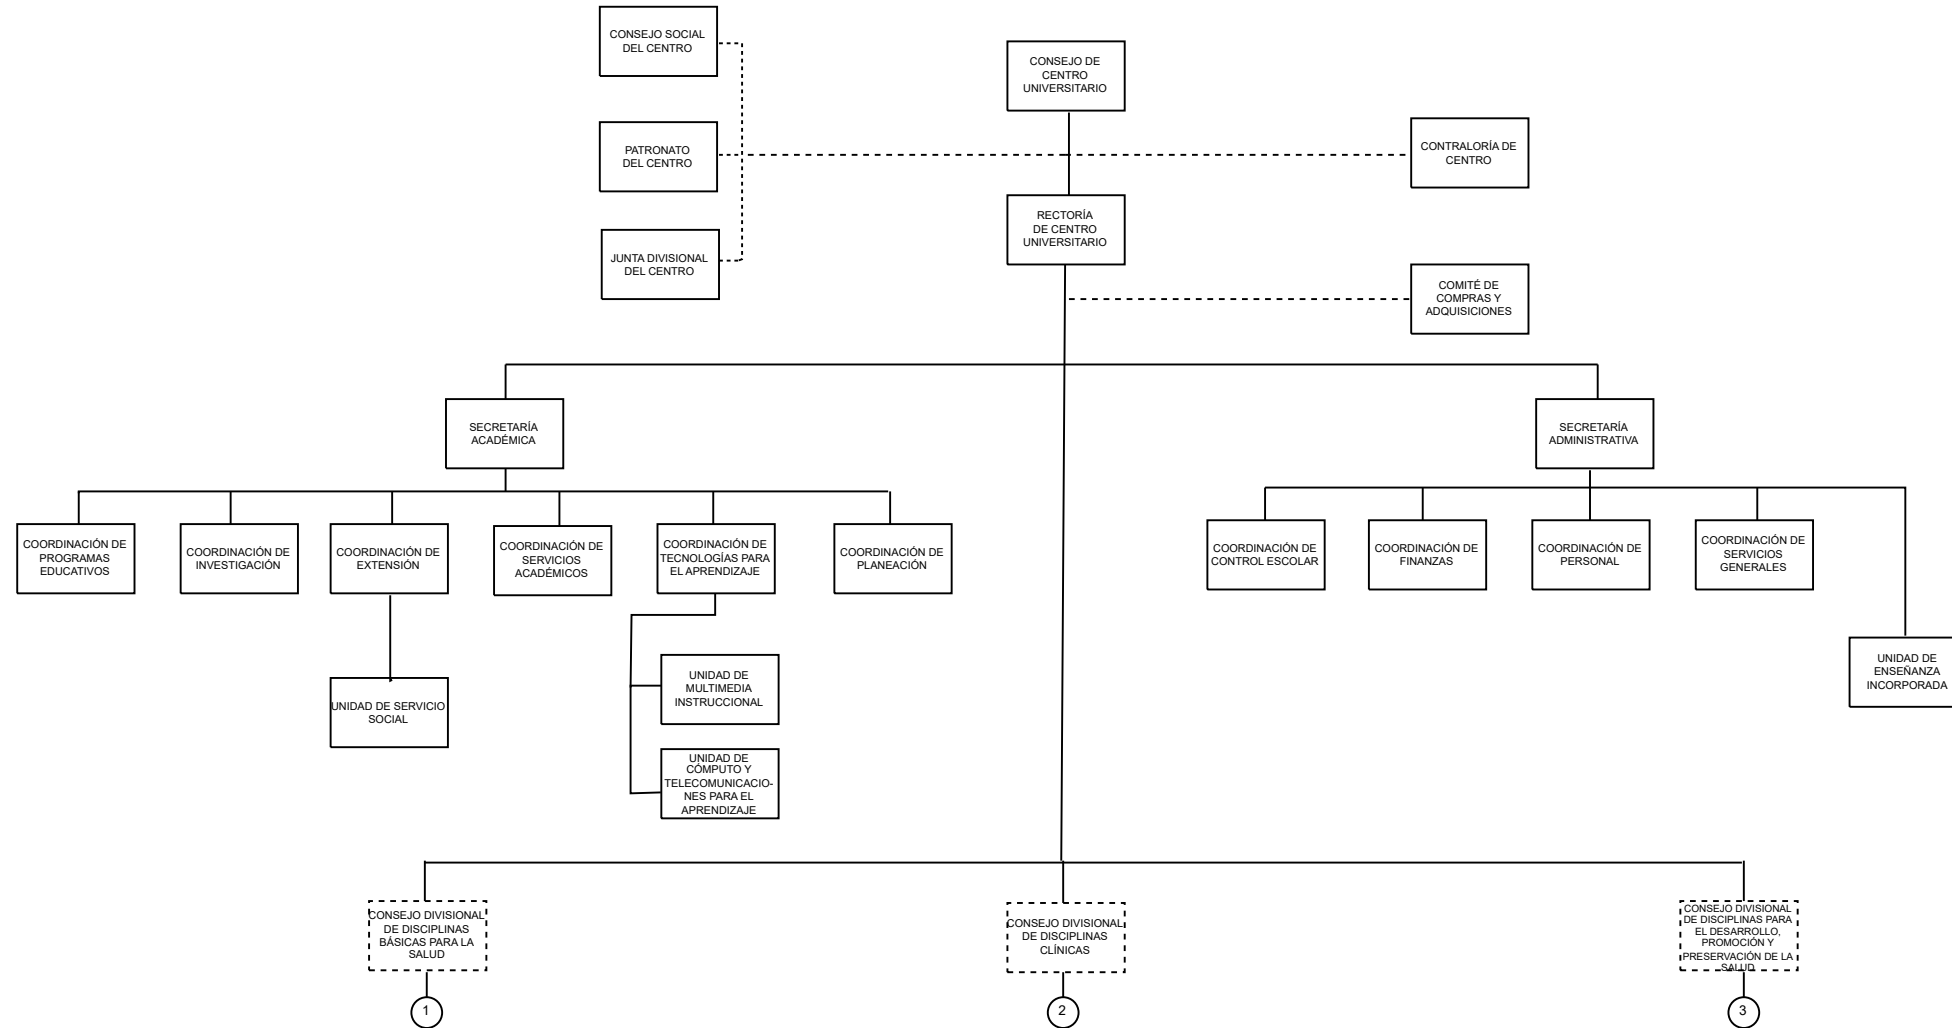 CONSEJO SOCIAL
DEL CENTRO
CONSEJO DE
CENTRO
UNIVERSITARIO
PATRONATO
DEL CENTRO
CONTRALORÍA DE
CENTRO
RECTORÍA
DE CENTRO
UNIVERSITARIO
JUNTA DIVISIONAL
DEL CENTRO
COMITÉ DE
COMPRAS Y
ADQUISICIONES
SECRETARÍA
ACADÉMICA
SECRETARÍA
ADMINISTRATIVA
COORDINACIÓN DE
PROGRAMAS
EDUCATIVOS
COORDINACIÓN DE
INVESTIGACIÓN
COORDINACIÓN DE
EXTENSIÓN
COORDINACIÓN DE
SERVICIOS
ACADÉMICOS
COORDINACIÓN DE
TECNOLOGÍAS PARA
EL APRENDIZAJE
COORDINACIÓN DE
PLANEACIÓN
COORDINACIÓN DE
CONTROL ESCOLAR
COORDINACIÓN DE
FINANZAS
COORDINACIÓN DE
PERSONAL
COORDINACIÓN DE
SERVICIOS
GENERALES
UNIDAD DE SERVICIO
SOCIAL
UNIDAD DE
MULTIMEDIA
INSTRUCCIONAL
UNIDAD DE
ENSEÑANZA
INCORPORADA
UNIDAD DE
CÓMPUTO Y
TELECOMUNICACIO-
NES PARA EL
APRENDIZAJE
CONSEJO DIVISIONAL
DE DISCIPLINAS
BÁSICAS PARA LA
SALUD
CONSEJO DIVISIONAL
DE DISCIPLINAS
CLÍNICAS
CONSEJO DIVISIONAL
DE DISCIPLINAS PARA
EL DESARROLLO,
PROMOCIÓN Y
PRESERVACIÓN DE LA
SALUD
1
2
3